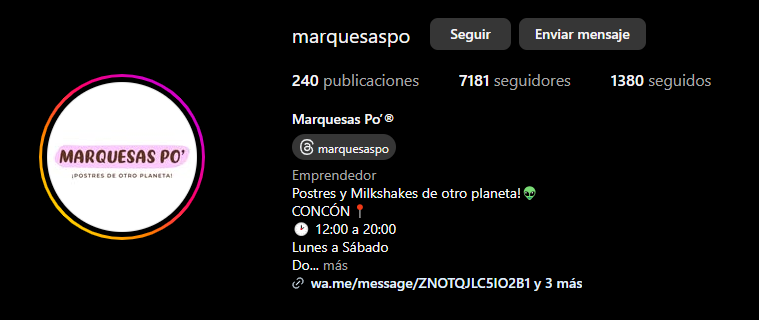 marquesaspo Seguir Enviar mensaje
240 publicaciones 7181 seguidores 1380 seguidos
MARQUESAS PO'
¡POSTRES DE OTRO PLANETA!
Marquesas Po'®
marquesaspo
Emprendedor
Postres y Milkshakes de otro planeta!👽
CONCÓN📍
🕑 12:00 a 20:00
Lunes a Sábado
Do... más
wa.me/message/ZNOTQJLC5IO2B1 y 3 más